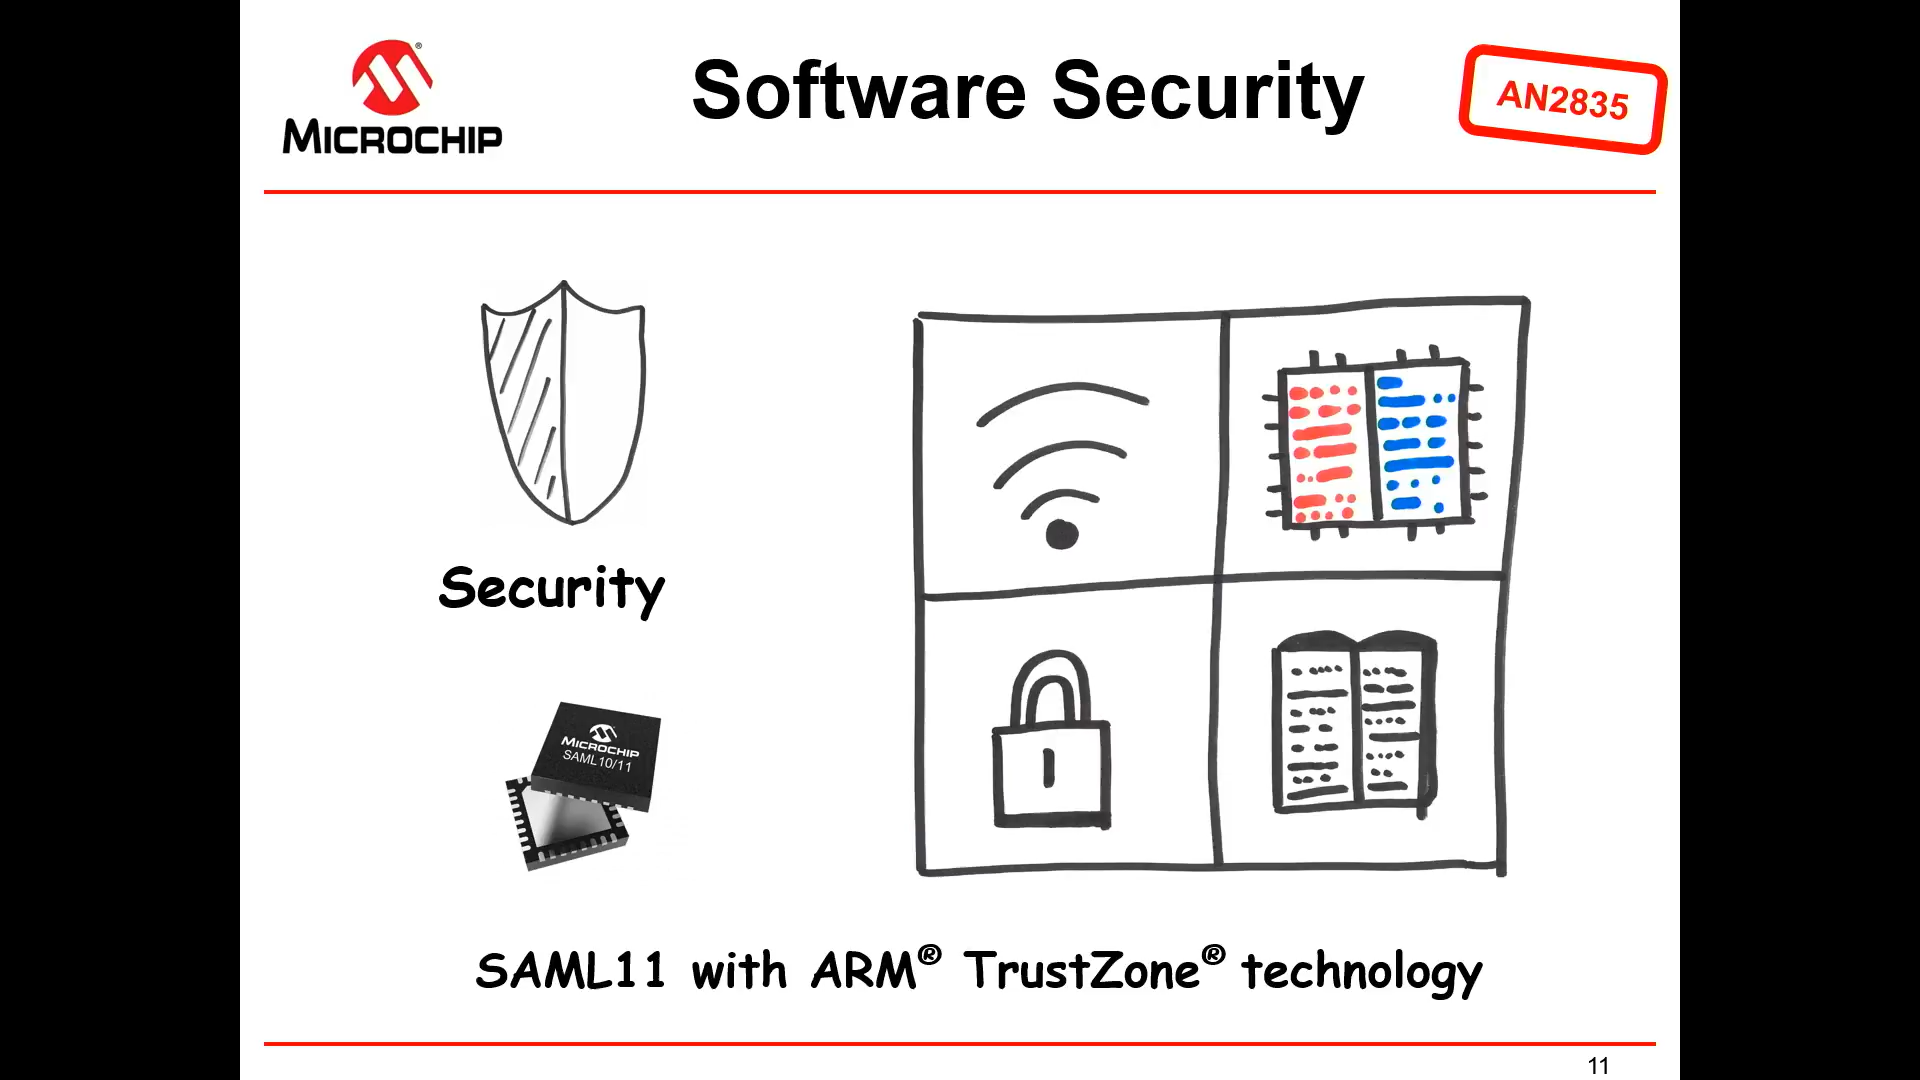 MICROCHIP
Software Security
AN2835
Security
MICROCHIP
SAML10/11
SAML11 with ARM® TrustZone® technology
11